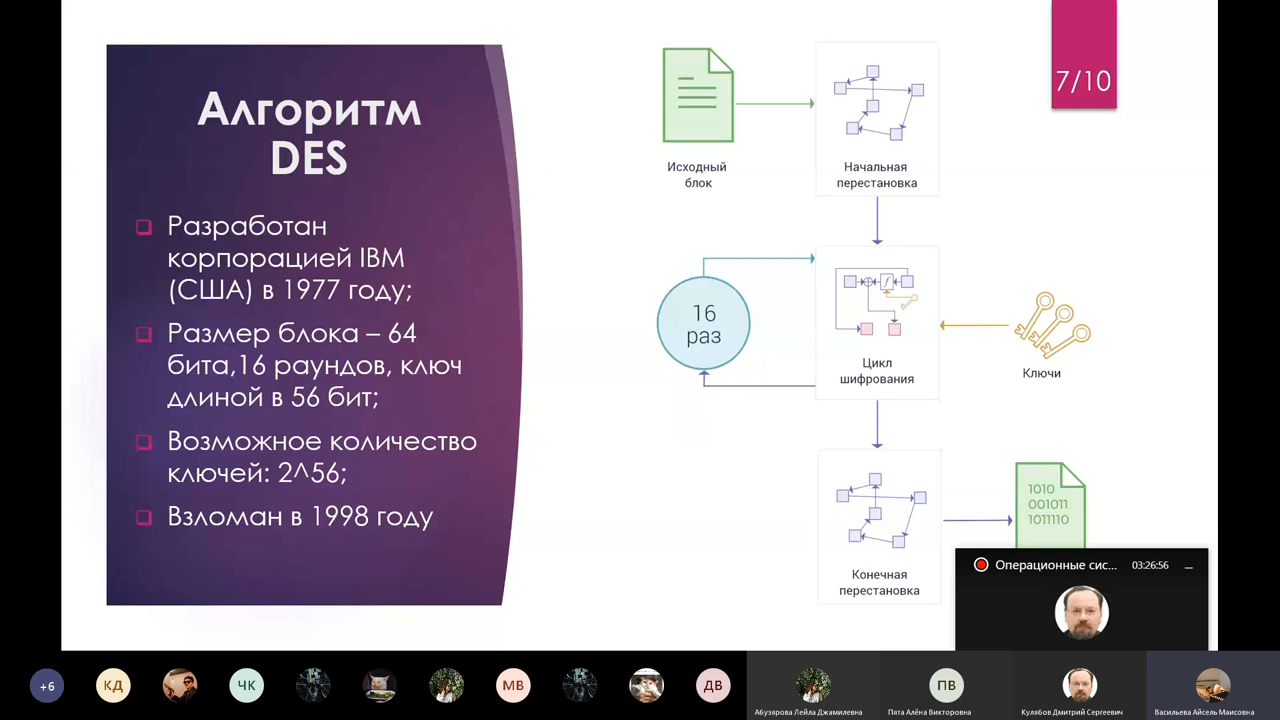 Алгоритм
DES
Разработан
корпорацией IBM
(США) в 1977 году;
Размер блока – 64
бита,16 раундов, ключ
длиной в 56 бит;
Возможное количество
ключей: 2^56;
Взломан в 1998 году
7/10
Исходный
блок
Начальная
перестановка
16
раз
f
Цикл
шифрования
Ключи
Конечная
перестановка
1010
001011
1011110
Операционные сис... 03:26:56
+6
КД
ЧК
МВ
ДВ
ПВ
Абузярова Лейла Джамилевна
Пята Алёна Викторовна
Кулябов Дмитрий Сергеевич
Васильева Айсель Маисовна